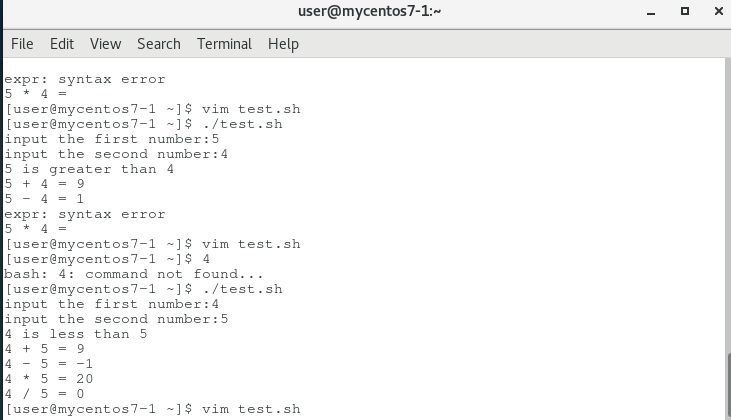 user@mycentos7-1:~
File Edit View Search Terminal Help
expr: syntax error
5 * 4 =
[user@mycentos7-1 ~]$ vim test.sh
[user@mycentos7-1 ~]$ ./test.sh
input the first number:5
input the second number:4
5 is greater than 4
5 + 4 = 9
5 - 4 = 1
expr: syntax error
5 * 4 =
[user@mycentos7-1 ~]$ vim test.sh
[user@mycentos7-1 ~]$ 4
bash: 4: command not found...
[user@mycentos7-1 ~]$ ./test.sh
input the first number:4
input the second number:5
4 is less than 5
4 + 5 = 9
4 - 5 = -1
4 * 5 = 20
4 / 5 = 0
[user@mycentos7-1 ~]$ vim test.sh